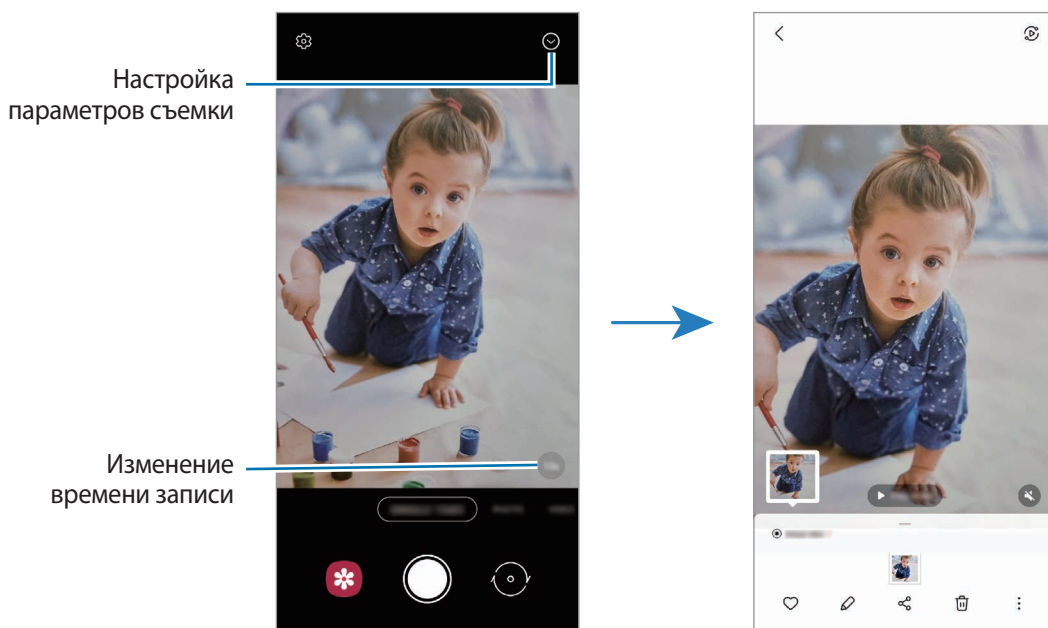 Настройка
параметров съемки
Изменение
времени записи